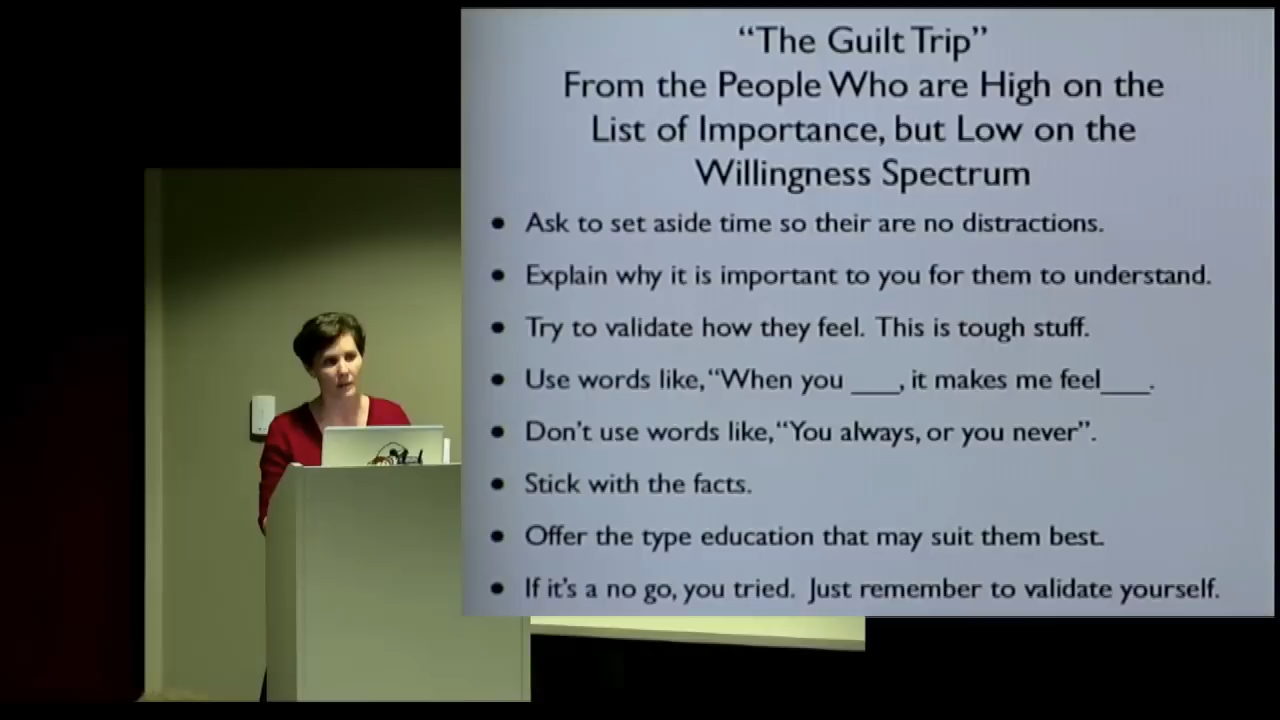 “The Guilt Trip”
From the People Who are High on the
List of Importance, but Low on the
Willingness Spectrum
• Ask to set aside time so their are no distractions.
• Explain why it is important to you for them to understand.
• Try to validate how they feel. This is tough stuff.
• Use words like, “When you ___, it makes me feel___.
• Don’t use words like, “You always, or you never”.
• Stick with the facts.
• Offer the type education that may suit them best.
• If it’s a no go, you tried. Just remember to validate yourself.